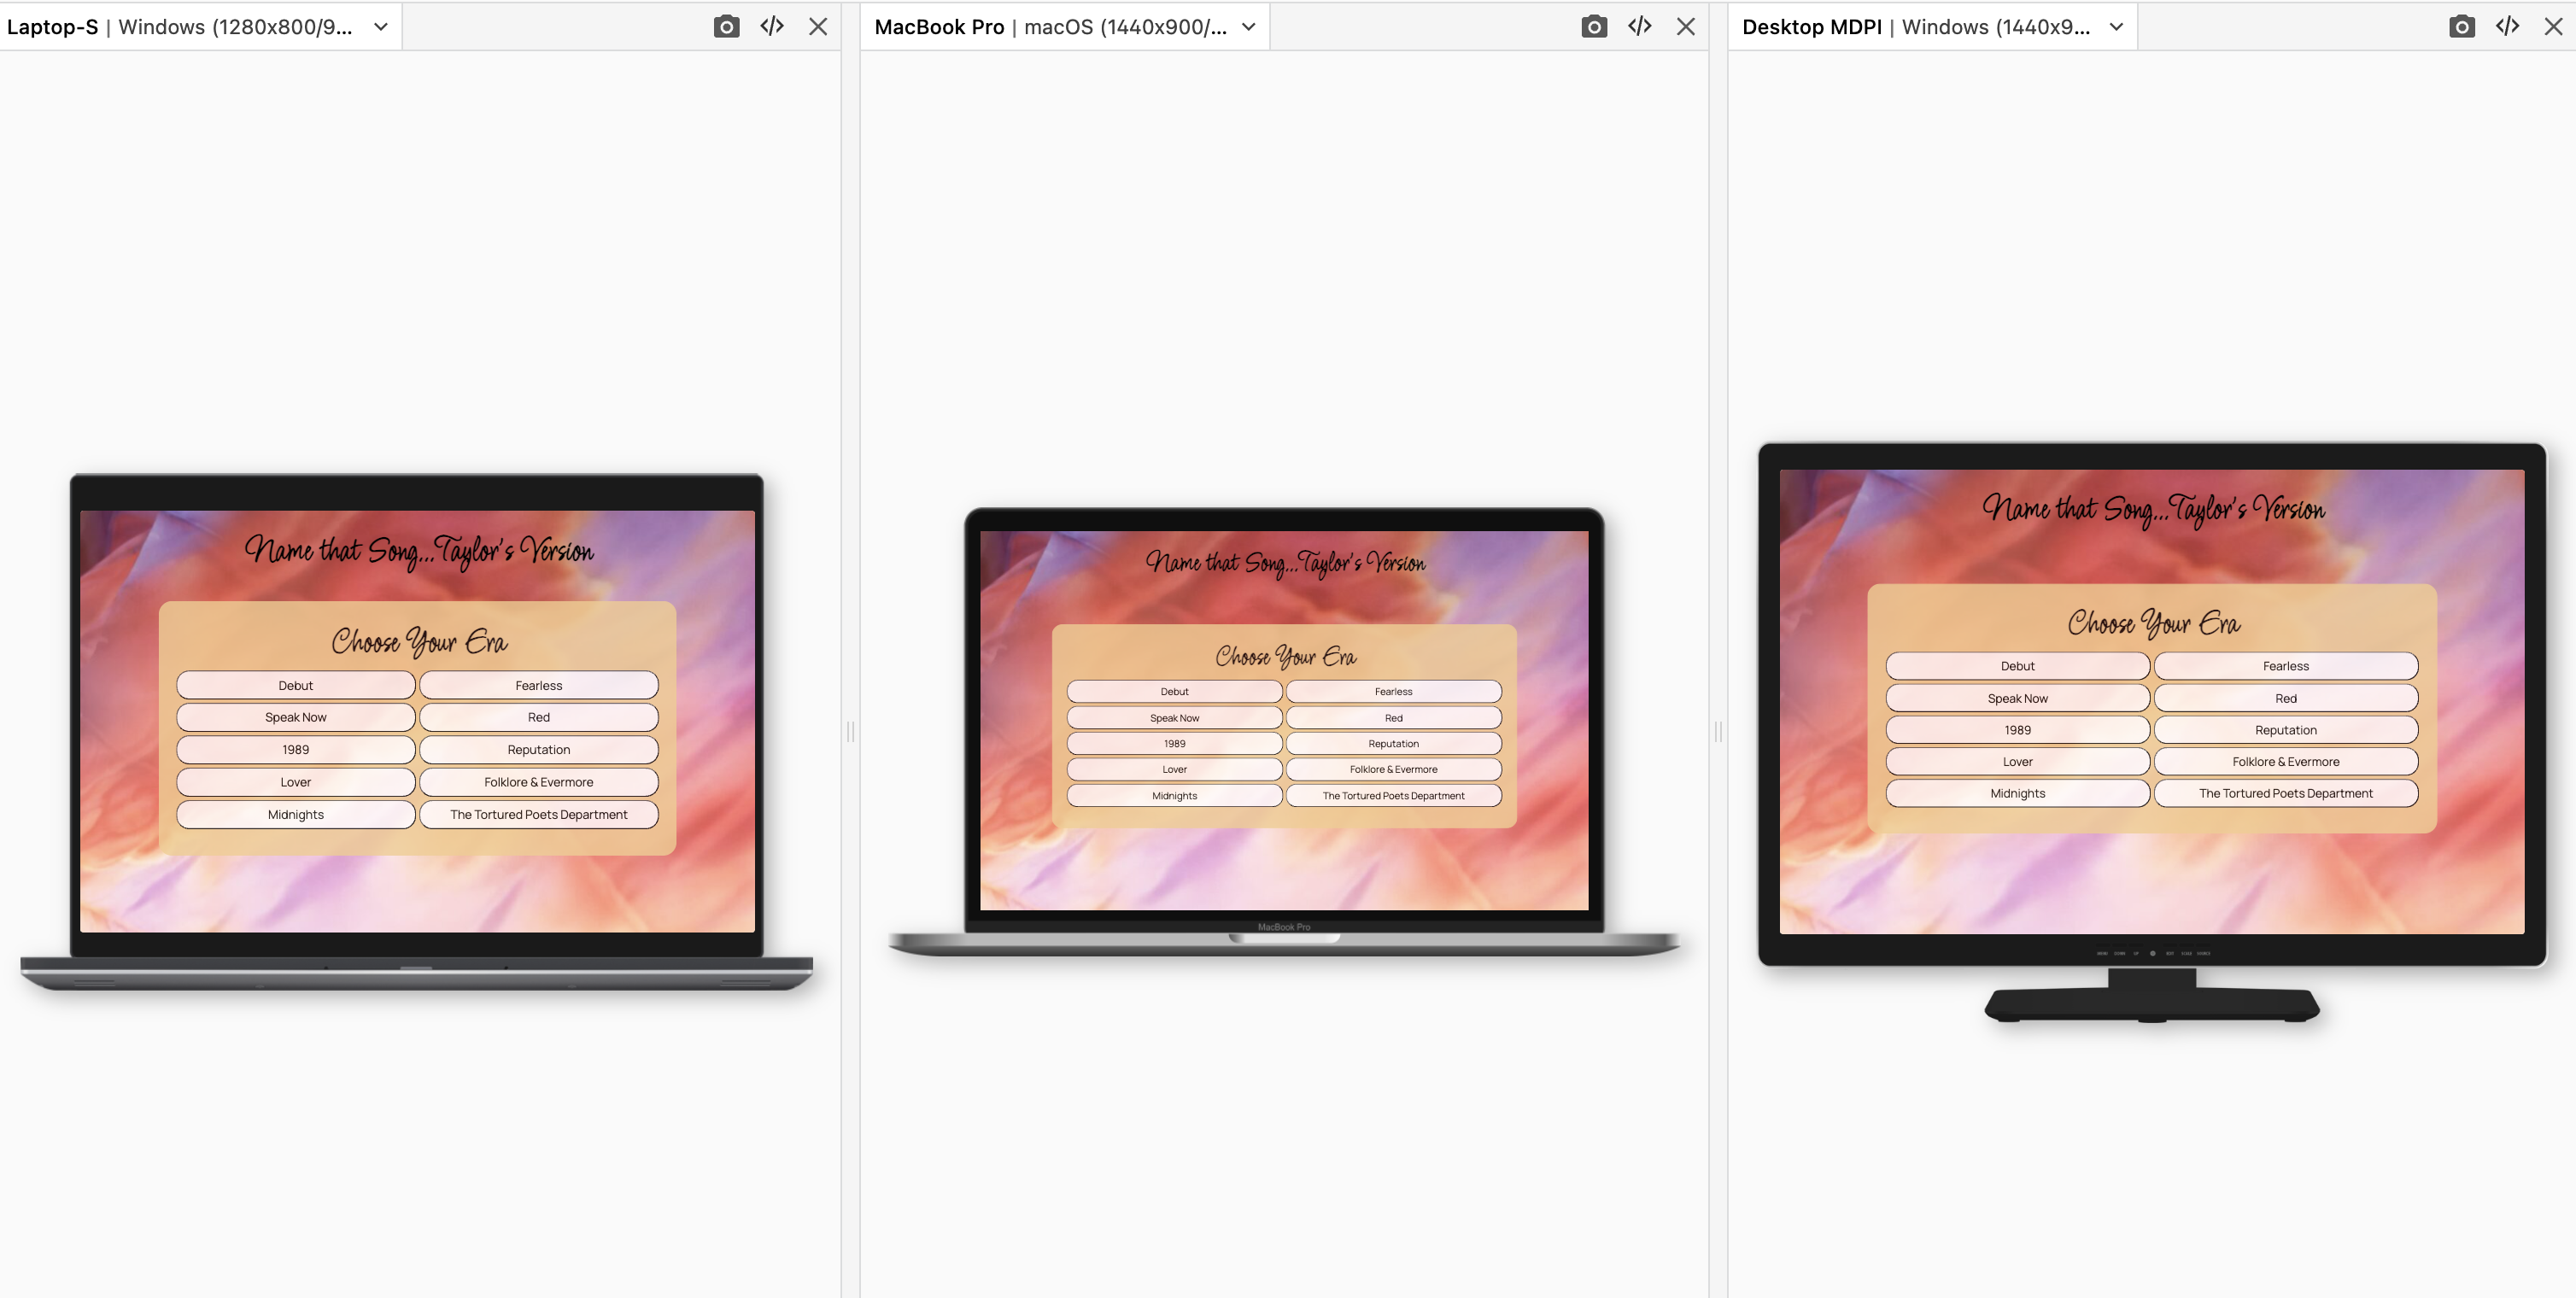 Laptop-S | Windows (1280x800/9...
Name that Song...Taylor's Version
Choose Your Era
Debut
Fearless
Speak Now
Red
1989
Reputation
Lover
Folklore & Evermore
Midnights
The Tortured Poets Department
MacBook Pro | macOS (1440x900/...
Name that Song...Taylor's Version
Choose Your Era
Debut
Fearless
Speak Now
Red
1989
Reputation
Lover
Folklore & Evermore
Midnights
The Tortured Poets Department
MacBook Pro
Desktop MDPI | Windows (1440x9...
Name that Song...Taylor's Version
Choose Your Era
Debut
Fearless
Speak Now
Red
1989
Reputation
Lover
Folklore & Evermore
Midnights
The Tortured Poets Department